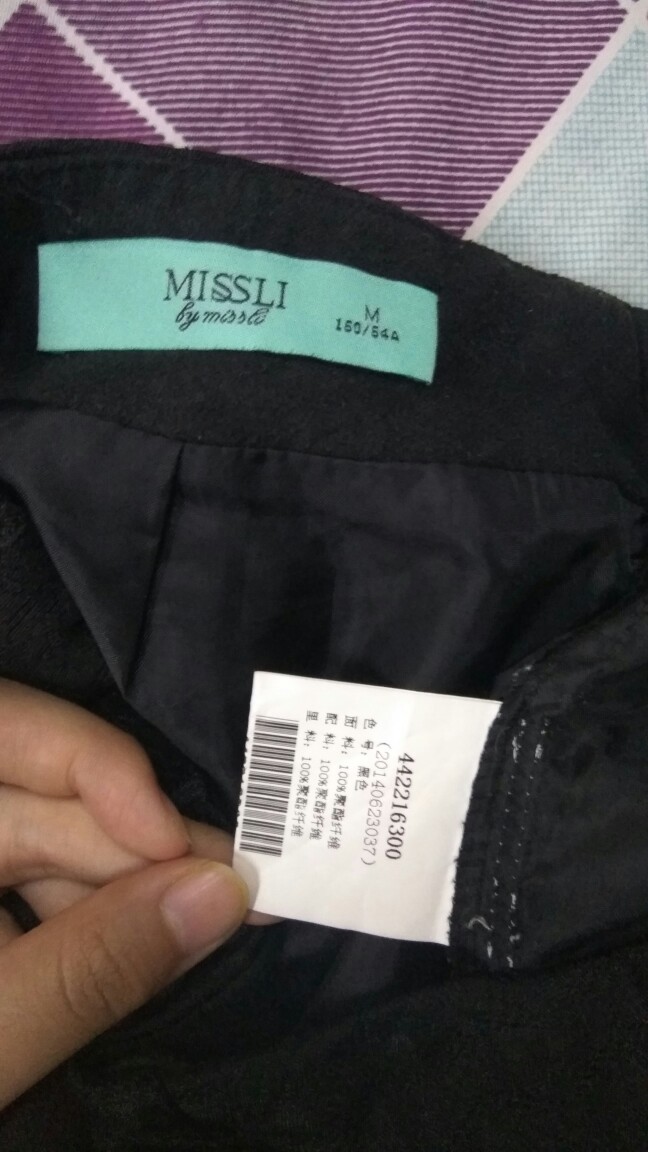 MISSLI
by missli
M
160/64A
442216300
(20140623037)
色 号: 黑色
面 料: 100%聚酯纤维
配 料: 100%聚酯纤维
里 料: 100%聚酯纤维